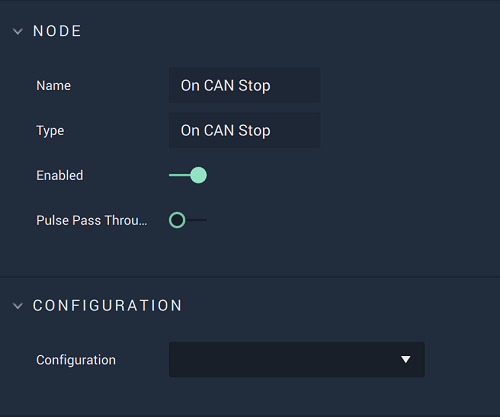 NODE
Name On CAN Stop
Type On CAN Stop
Enabled
Pulse Pass Throu...
CONFIGURATION
Configuration